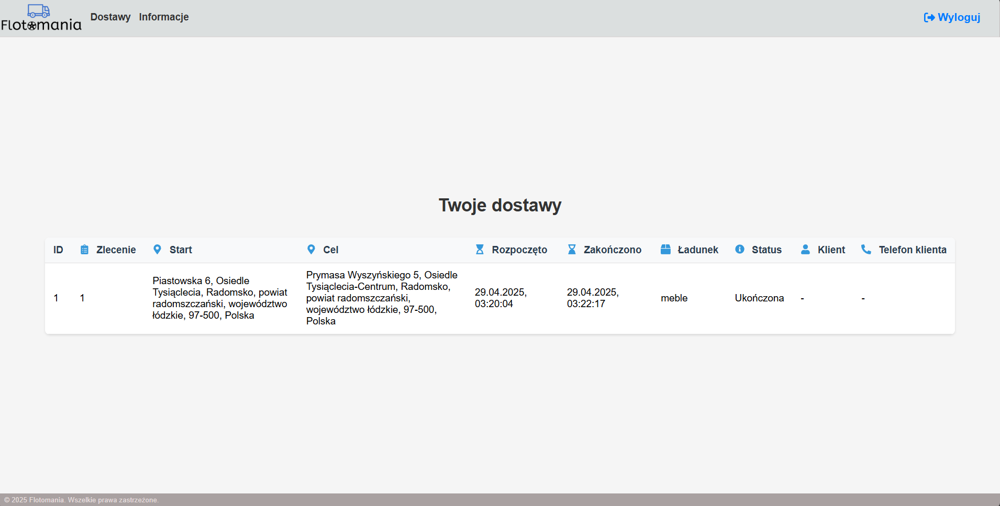 Flotomania
Dostawy Informacje
Wyloguj
Twoje dostawy
ID Zlecenie Start Cel Rozpoczęto Zakończono Ładunek Status Klient Telefon klienta
1
1
Piastowska 6, Osiedle
Tysiąclecia, Radomsko, powiat
radomszczański, województwo
łódzkie, 97-500, Polska
Prymasa Wyszyńskiego 5, Osiedle
Tysiąclecia-Centrum, Radomsko,
powiat radomszczański,
województwo łódzkie, 97-500,
Polska
29.04.2025,
03:20:04
29.04.2025,
03:22:17
meble
Ukończona
-
-
© 2025 Flotomania. Wszelkie prawa zastrzeżone.